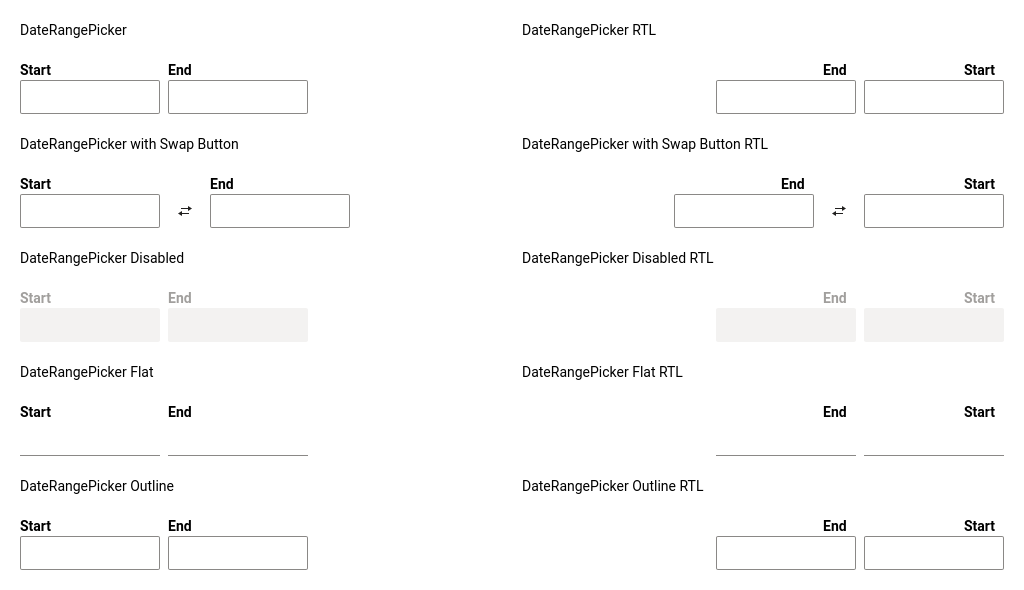 DateRangePicker
DateRangePicker RTL
Start End
End Start
DateRangePicker with Swap Button
DateRangePicker with Swap Button RTL
Start End
End Start
DateRangePicker Disabled
DateRangePicker Disabled RTL
Start End
End Start
DateRangePicker Flat
DateRangePicker Flat RTL
Start End
End Start
DateRangePicker Outline
DateRangePicker Outline RTL
Start End
End Start